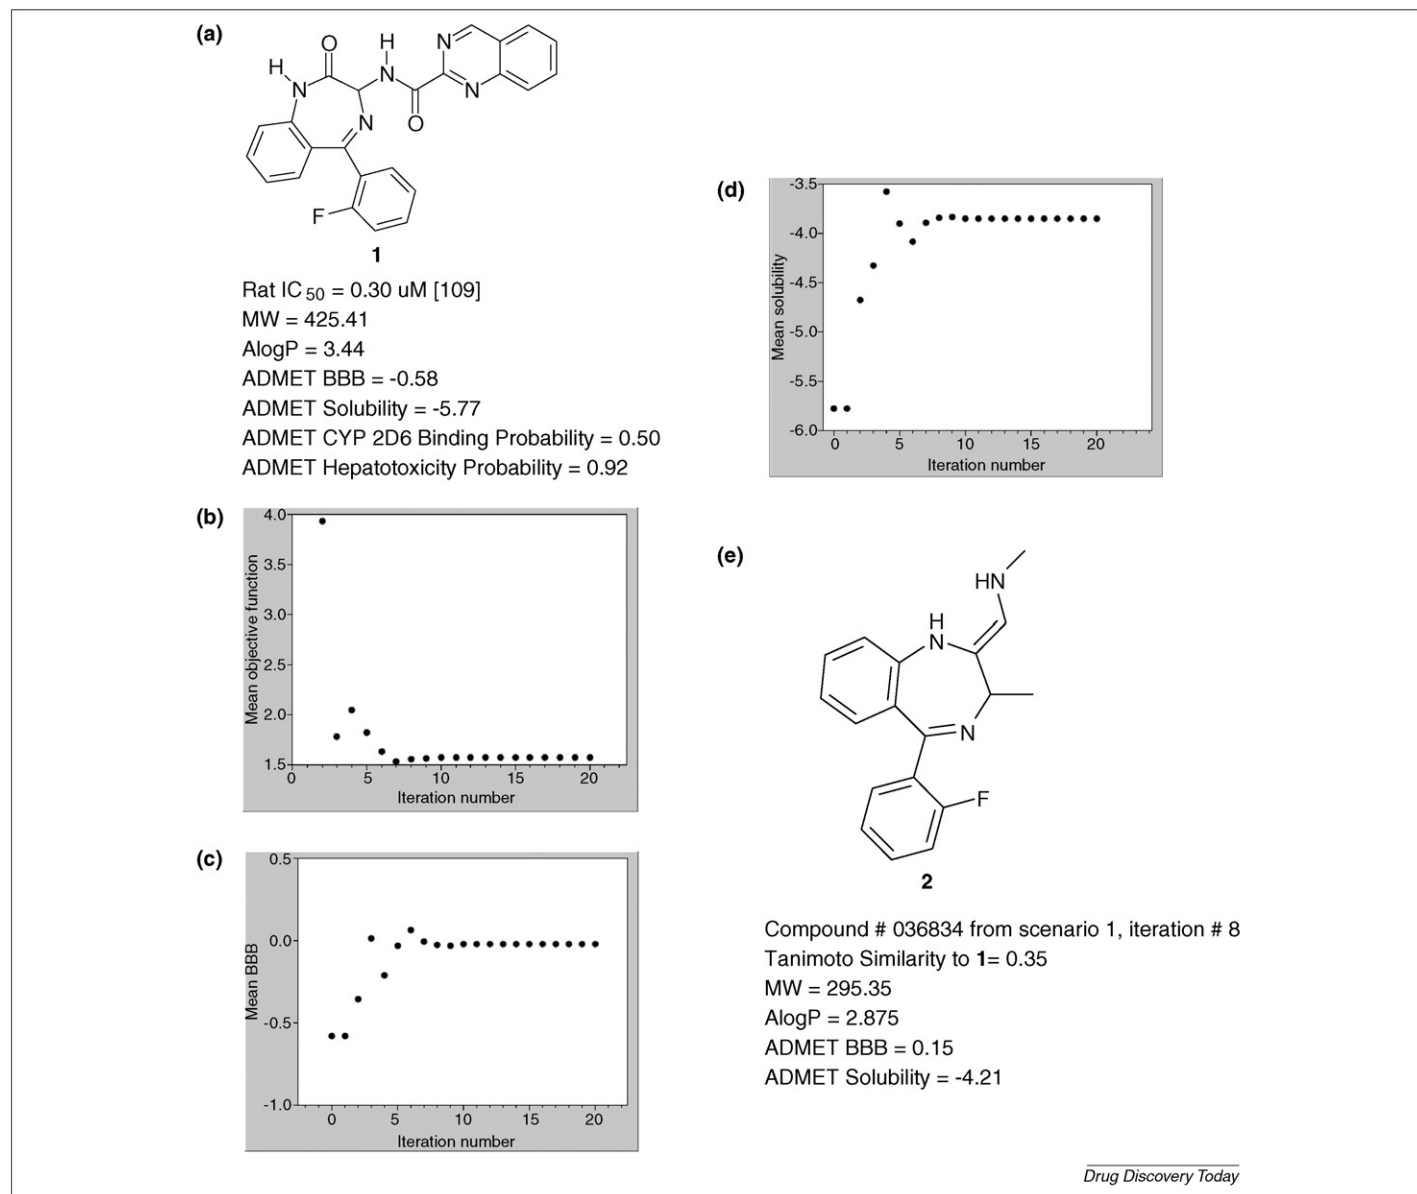 (a)
O
H
H
N
N
N
N
N
O
F
1
Rat IC50 = 0.30 uM [109]
MW = 425.41
AlogP = 3.44
ADMET BBB = -0.58
ADMET Solubility = -5.77
ADMET CYP 2D6 Binding Probability = 0.50
ADMET Hepatotoxicity Probability = 0.92
(b)
Mean objective function
4.0
3.5
3.0
2.5
2.0
1.5
0 5 10 15 20
Iteration number
(c)
Mean BBB
0.5
0.0
-0.5
-1.0
0 5 10 15 20
Iteration number
(d)
Mean solubility
-3.5
-4.0
-4.5
-5.0
-5.5
-6.0
0 5 10 15 20
Iteration number
(e)
HN
H
N
N
F
2
Compound # 036834 from scenario 1, iteration # 8
Tanimoto Similarity to 1= 0.35
MW = 295.35
AlogP = 2.875
ADMET BBB = 0.15
ADMET Solubility = -4.21
Drug Discovery Today